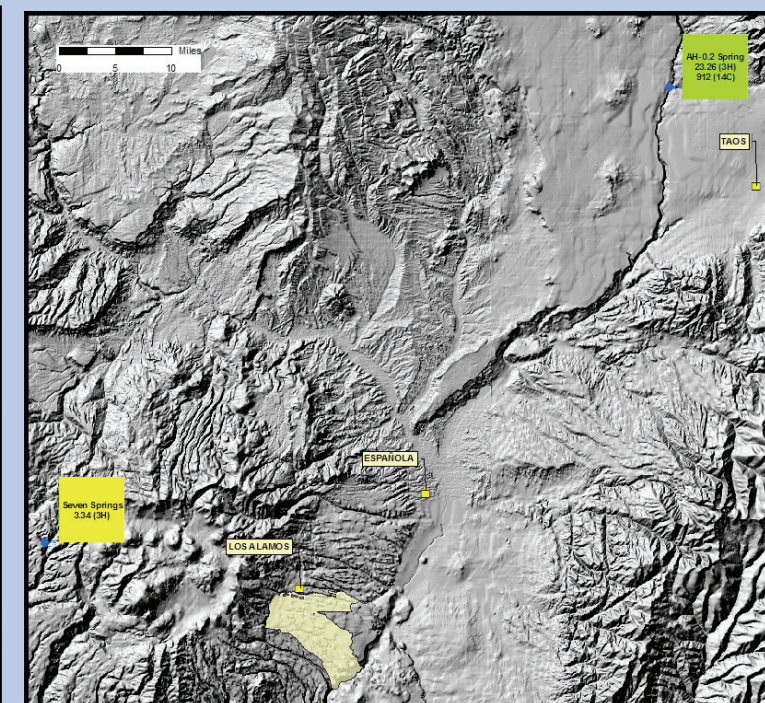 Miles
0 5 10
AH-0.2 Spring
23.26 (3H)
912 (14C)
TAOS
ESPAÑOLA
Seven Springs
3.34 (3H)
LOS ALAMOS